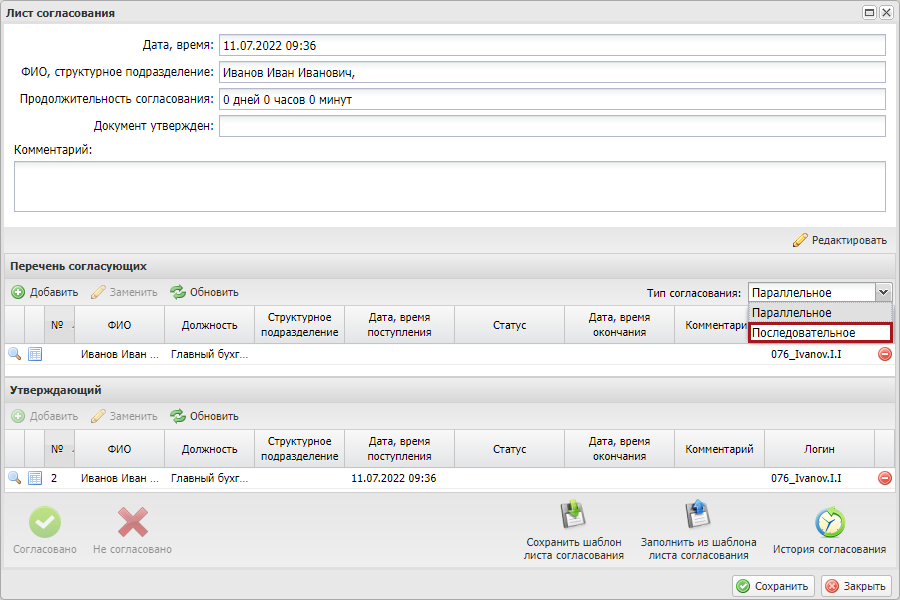 Лист согласования
Дата, время: 11.07.2022 09:36
ФИО, структурное подразделение: Иванов Иван Иванович,
Продолжительность согласования: 0 дней 0 часов 0 минут
Документ утвержден:
Комментарий:
Редактировать
Перечень согласующих
Добавить Заменить Обновить Тип согласования: Параллельное
Параллельное
Последовательное
№ ФИО Должность Структурное подразделение Дата, время поступления Статус Дата, время окончания Комментари
Иванов Иван ... Главный бухг... 076_Ivanov.I.I
Утверждающий
Добавить Заменить Обновить
№ ФИО Должность Структурное подразделение Дата, время поступления Статус Дата, время окончания Комментарий Логин
2 Иванов Иван ... Главный бухг... 11.07.2022 09:36 076_Ivanov.I.I
Согласовано Не согласовано
Сохранить шаблон
листа согласования
Заполнить из шаблона
листа согласования
История согласования
Сохранить Закрыть